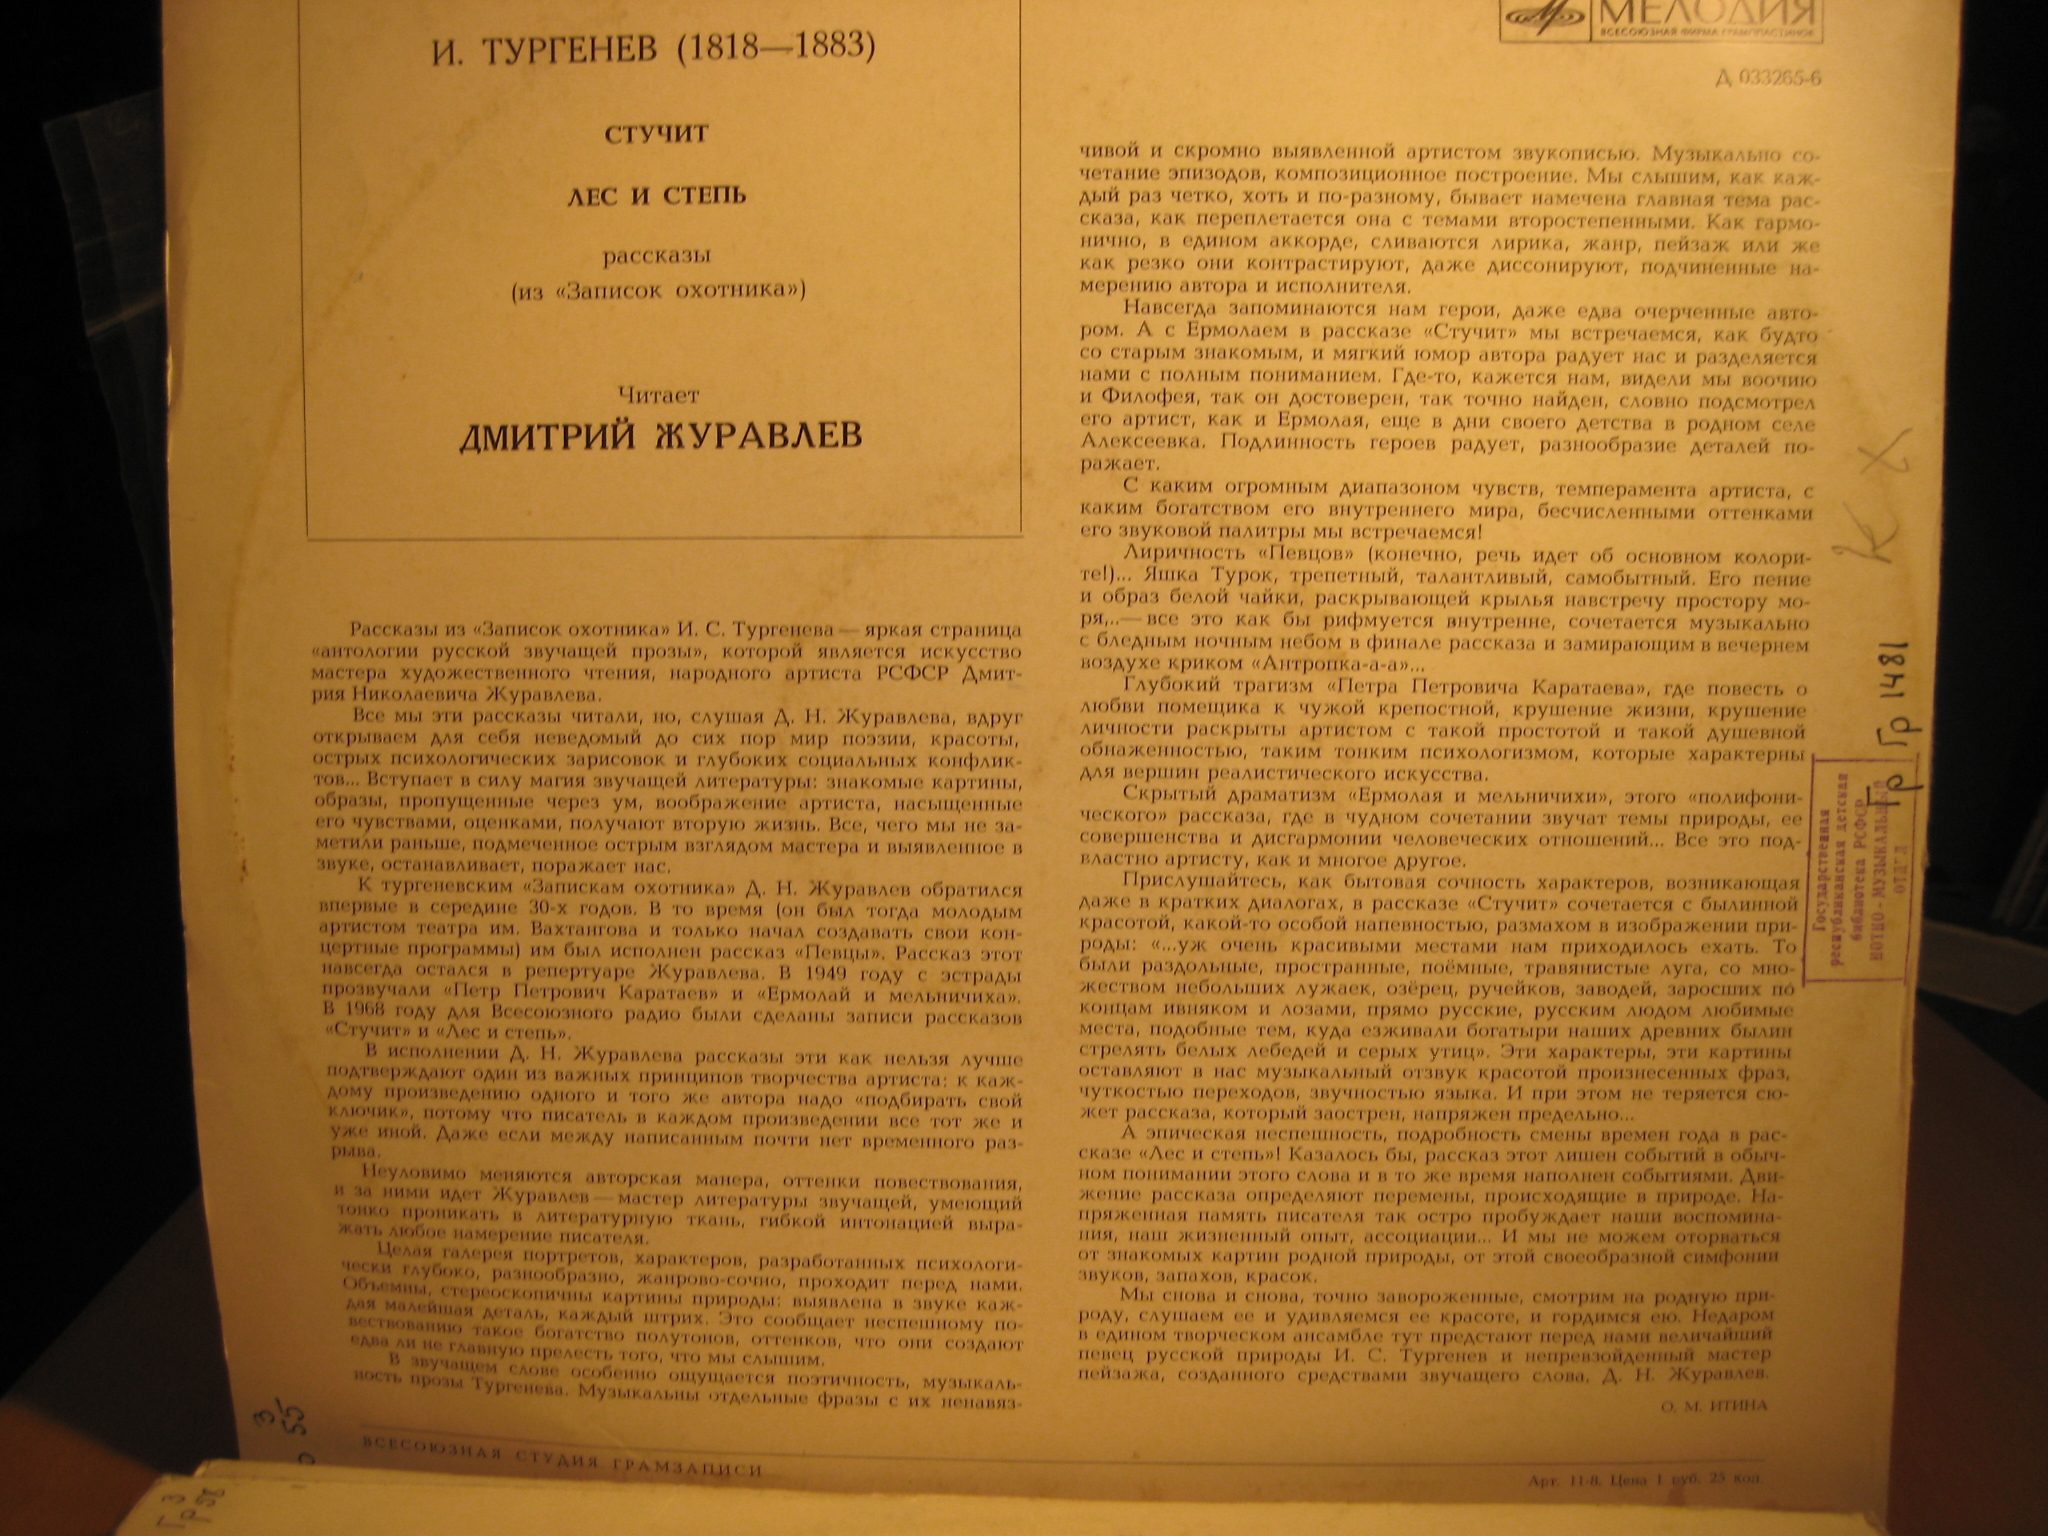 И. ТУРГЕНЕВ (1818—1883)
СТУЧИТ
ЛЕС И СТЕПЬ
рассказы
(из «Записок охотника»)
Читает
ДМИТРИЙ ЖУРАВЛЕВ
Рассказы из «Записок охотника» И. С. Тургенева — яркая страница
«антологии русской звучащей прозы», которой является искусство
мастера художественного чтения, народного артиста РСФСР Дмит-
рия Николаевича Журавлева.
Все мы эти рассказы читали, но, слушая Д. Н. Журавлева, вдруг
открываем для себя неведомый до сих пор мир поэзии, красоты,
острых психологических зарисовок и глубоких социальных конфлик-
тов... Вступает в силу магия звучащей литературы: знакомые картины,
образы, пропущенные через ум, воображение артиста, насыщенные
его чувствами, оценками, получают вторую жизнь. Все, чего мы не за-
метили раньше, подмеченное острым взглядом мастера и выявленное в
звуке, останавливает, поражает нас.
К тургеневским «Запискам охотника» Д. Н. Журавлев обратился
впервые в середине 30-х годов. В то время (он был тогда молодым
артистом театра им. Вахтангова и только начал создавать свои кон-
цертные программы) им был исполнен рассказ «Певцы». Рассказ этот
навсегда остался в репертуаре Журавлева. В 1949 году с эстрады
прозвучали «Петр Петрович Каратаев» и «Ермолай и мельничиха».
В 1968 году для Всесоюзного радио были сделаны записи рассказов
«Стучит» и «Лес и степь».
В исполнении Д. Н. Журавлева рассказы эти как нельзя лучше
подтверждают один из важных принципов творчества артиста: к каж-
дому произведению одного и того же автора надо «подбирать свой
ключик», потому что писатель в каждом произведении все тот же и
уже иной. Даже если между написанным почти нет временного раз-
рыва.
Неуловимо меняются авторская манера, оттенки повествования,
и за ними идет Журавлев — мастер литературы звучащей, умеющий
тонко проникать в литературную ткань, гибкой интонацией выра-
жать любое намерение писателя.
Целая галерея портретов, характеров, разработанных психологи-
чески глубоко, разнообразно, жанрово-сочно, проходит перед нами.
Объемны, стереоскопичны картины природы: выявлена в звуке каж-
дая малейшая деталь, каждый штрих. Это сообщает неспешному по-
вествованию такое богатство полутонов, оттенков, что они создают
едва ли не главную прелесть того, что мы слышим.
В звучащем слове особенно ощущается поэтичность, музыкаль-
ность прозы Тургенева. Музыкальны отдельные фразы с их ненавяз-
ВСЕСОЮЗНАЯ СТУДИЯ ГРАМЗАПИСИ
МЕЛОДИЯ
ВСЕСОЮЗНАЯ ФИРМА ГРАМПЛАСТИНОК
Д 033265-6
чивой и скромно выявленной артистом звукописью. Музыкально со-
четание эпизодов, композиционное построение. Мы слышим, как каж-
дый раз четко, хоть и по-разному, бывает намечена главная тема рас-
сказа, как переплетается она с темами второстепенными. Как гармо-
нично, в едином аккорде, сливаются лирика, жанр, пейзаж или же
как резко они контрастируют, даже диссонируют, подчиненные на-
мерению автора и исполнителя.
Навсегда запоминаются нам герои, даже едва очерченные авто-
ром. А с Ермолаем в рассказе «Стучит» мы встречаемся, как будто
со старым знакомым, и мягкий юмор автора радует нас и разделяется
нами с полным пониманием. Где-то, кажется нам, видели мы воочию
и Филофея, так он достоверен, так точно найден, словно подсмотрел
его артист, как и Ермолая, еще в дни своего детства в родном селе
Алексеевка. Подлинность героев радует, разнообразие деталей по-
ражает.
С каким огромным диапазоном чувств, темперамента артиста, с
каким богатством его внутреннего мира, бесчисленными оттенками
его звуковой палитры мы встречаемся!
Лиричность «Певцов» (конечно, речь идет об основном колори-
те!)... Яшка Турок, трепетный, талантливый, самобытный. Его пение
и образ белой чайки, раскрывающей крылья навстречу простору мо-
ря,..— все это как бы рифмуется внутренне, сочетается музыкально
с бледным ночным небом в финале рассказа и замирающим в вечернем
воздухе криком «Антропка-а-а»...
Глубокий трагизм «Петра Петровича Каратаева», где повесть о
любви помещика к чужой крепостной, крушение жизни, крушение
личности раскрыты артистом с такой простотой и такой душевной
обнаженностью, таким тонким психологизмом, которые характерны
для вершин реалистического искусства.
Скрытый драматизм «Ермолая и мельничихи», этого «полифони-
ческого» рассказа, где в чудном сочетании звучат темы природы, ее
совершенства и дисгармонии человеческих отношений... Все это под-
властно артисту, как и многое другое.
Прислушайтесь, как бытовая сочность характеров, возникающая
даже в кратких диалогах, в рассказе «Стучит» сочетается с былинной
красотой, какой-то особой напевностью, размахом в изображении при-
роды: «...уж очень красивыми местами нам приходилось ехать. То
были раздольные, пространные, поёмные, травянистые луга, со мно-
жеством небольших лужаек, озёрец, ручейков, заводей, заросших по
концам ивняком и лозами, прямо русские, русским людом любимые
места, подобные тем, куда езживали богатыри наших древних былин
стрелять белых лебедей и серых утиц». Эти характеры, эти картины
оставляют в нас музыкальный отзвук красотой произнесенных фраз,
чуткостью переходов, звучностью языка. И при этом не теряется сю-
жет рассказа, который заострен, напряжен предельно...
А эпическая неспешность, подробность смены времен года в рас-
сказе «Лес и степь»! Казалось бы, рассказ этот лишен событий в обыч-
ном понимании этого слова и в то же время наполнен событиями. Дви-
жение рассказа определяют перемены, происходящие в природе. На-
пряженная память писателя так остро пробуждает наши воспомина-
ния, наш жизненный опыт, ассоциации... И мы не можем оторваться
от знакомых картин родной природы, от этой своеобразной симфонии
звуков, запахов, красок.
Мы снова и снова, точно завороженные, смотрим на родную при-
роду, слушаем ее и удивляемся ее красоте, и гордимся ею. Недаром
в едином творческом ансамбле тут предстают перед нами величайший
певец русской природы И. С. Тургенев и непревзойденный мастер
пейзажа, созданного средствами звучащего слова, Д. Н. Журавлев.
О. М. ИТИНА
Арт. 11-8. Цена 1 руб. 25 коп.
К Х
Гр 1481
Гр
Государственная
республиканская детская
библиотека РСФСР
НОТНО-МУЗЫКАЛЬНЫЙ
ОТДЕЛ
З
55
Гр З
98